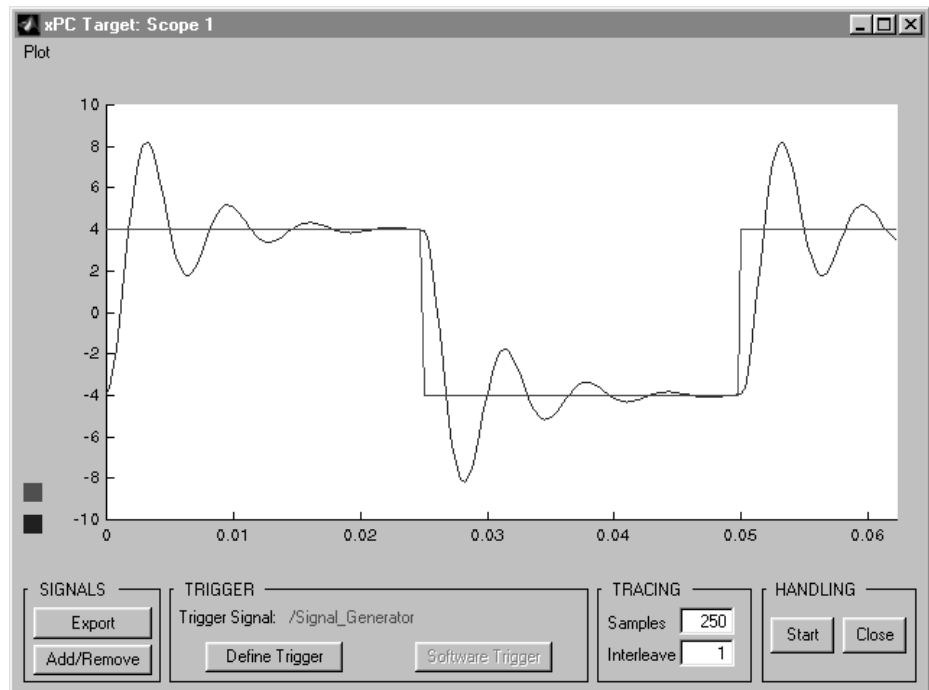 xPC Target: Scope 1
Plot
10
8
6
4
2
0
-2
-4
-6
-8
-10
0 0.01 0.02 0.03 0.04 0.05 0.06
SIGNALS TRIGGER TRACING HANDLING
Export Trigger Signal: /Signal_Generator Samples 250 Start Close
Add/Remove Define Trigger Software Trigger Interleave 1